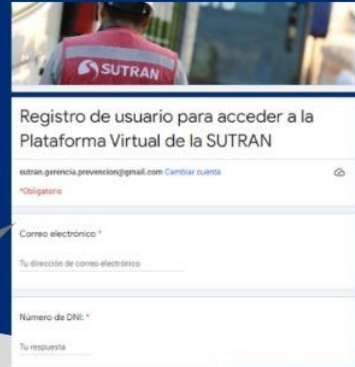 SUTRAN
Registro de usuario para acceder a la
Plataforma Virtual de la SUTRAN
sutran.gerencia.prevencion@gmail.com Cambiar cuenta
*Obligatorio
Correo electrónico *
Tu dirección de correo electrónico
Número de DNI: *
Tu respuesta